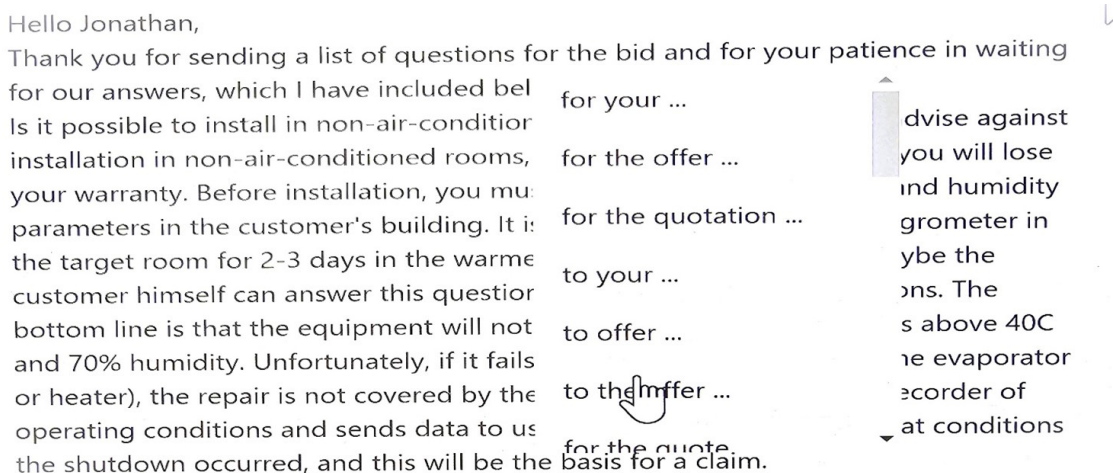 Hello Jonathan,
Thank you for sending a list of questions for the bid and for your patience in waiting
for our answers, which I have included bel
Is it possible to install in non-air-
installation in non-air-conditioned rooms,
your warranty. Before installation, you mu
parameters in the customer's building. It
the target room for 2-3 days in the
customer himself can answer this
bottom line is that the equipment will not
and 70% humidity. Unfortunately, if it fails
or heater), the repair is not covered by
operating conditions and sends data to us
the shutdown occurred, and this will be the basis for a claim.
for your ...
for the offer ...
for the quotation ...
to your ...
to offer ...
to the offer ...
for the quote
dvise against
you will lose
and humidity
grometer in
ybe the
ons. The
s above 40C
evaporator
ecorder of
at conditions